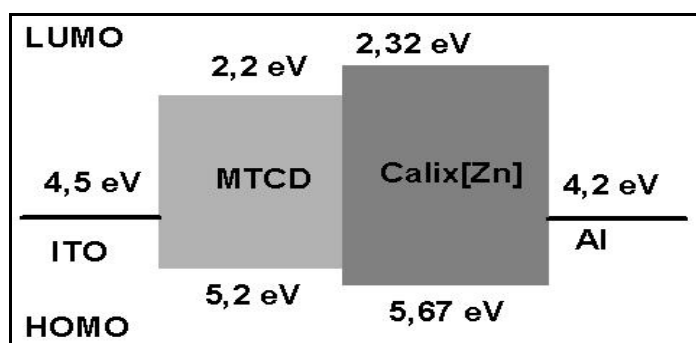 LUMO
2,32 eV
2,2 eV
4,5 eV
MTCD
Calix[Zn]
4,2 eV
ITO
Al
5,2 eV
5,67 eV
HOMO